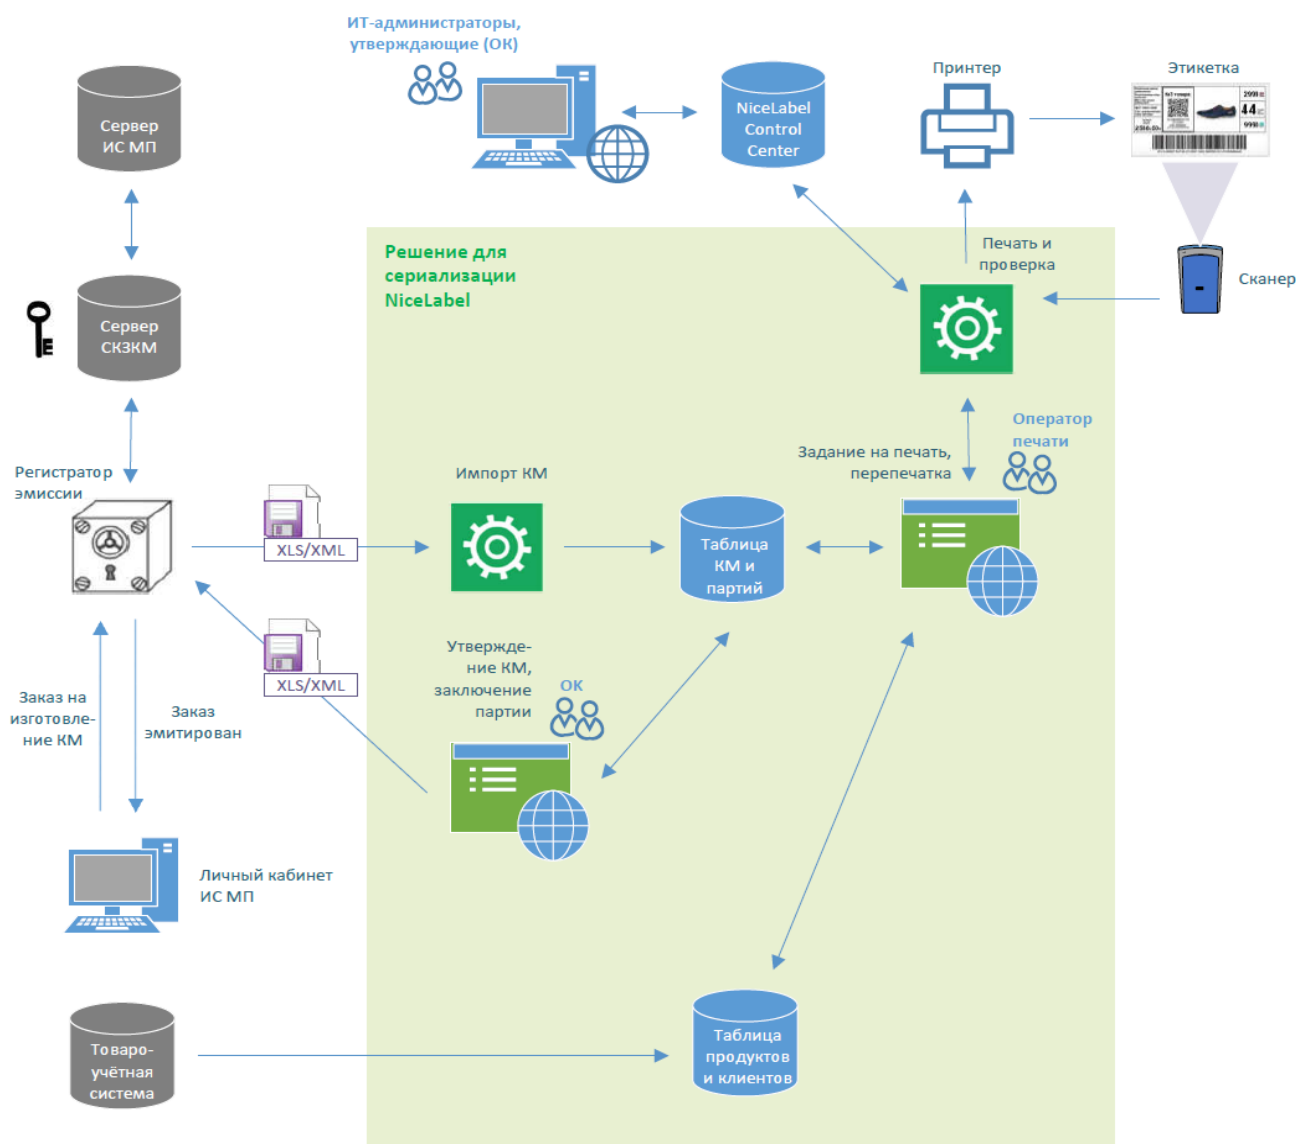 ИТ-администраторы,
утверждающие (ОК)
Сервер
ИС МП
NiceLabel
Control
Center
Принтер
Этикетка
2998
44
9998
Решение для
сериализации
NiceLabel
Печать и
проверка
Сканер
Сервер
СКЗКМ
Оператор
печати
Задание на печать,
перепечатка
Регистратор
эмиссии
Импорт КМ
XLS/XML
Таблица
КМ и
партий
XLS/XML
Утвержде-
ние КМ,
заключение
партии
ОК
Заказ на
изготовле-
ние КМ
Заказ
эмитирован
Личный кабинет
ИС МП
Товаро-
учётная
система
Таблица
продуктов
и клиентов